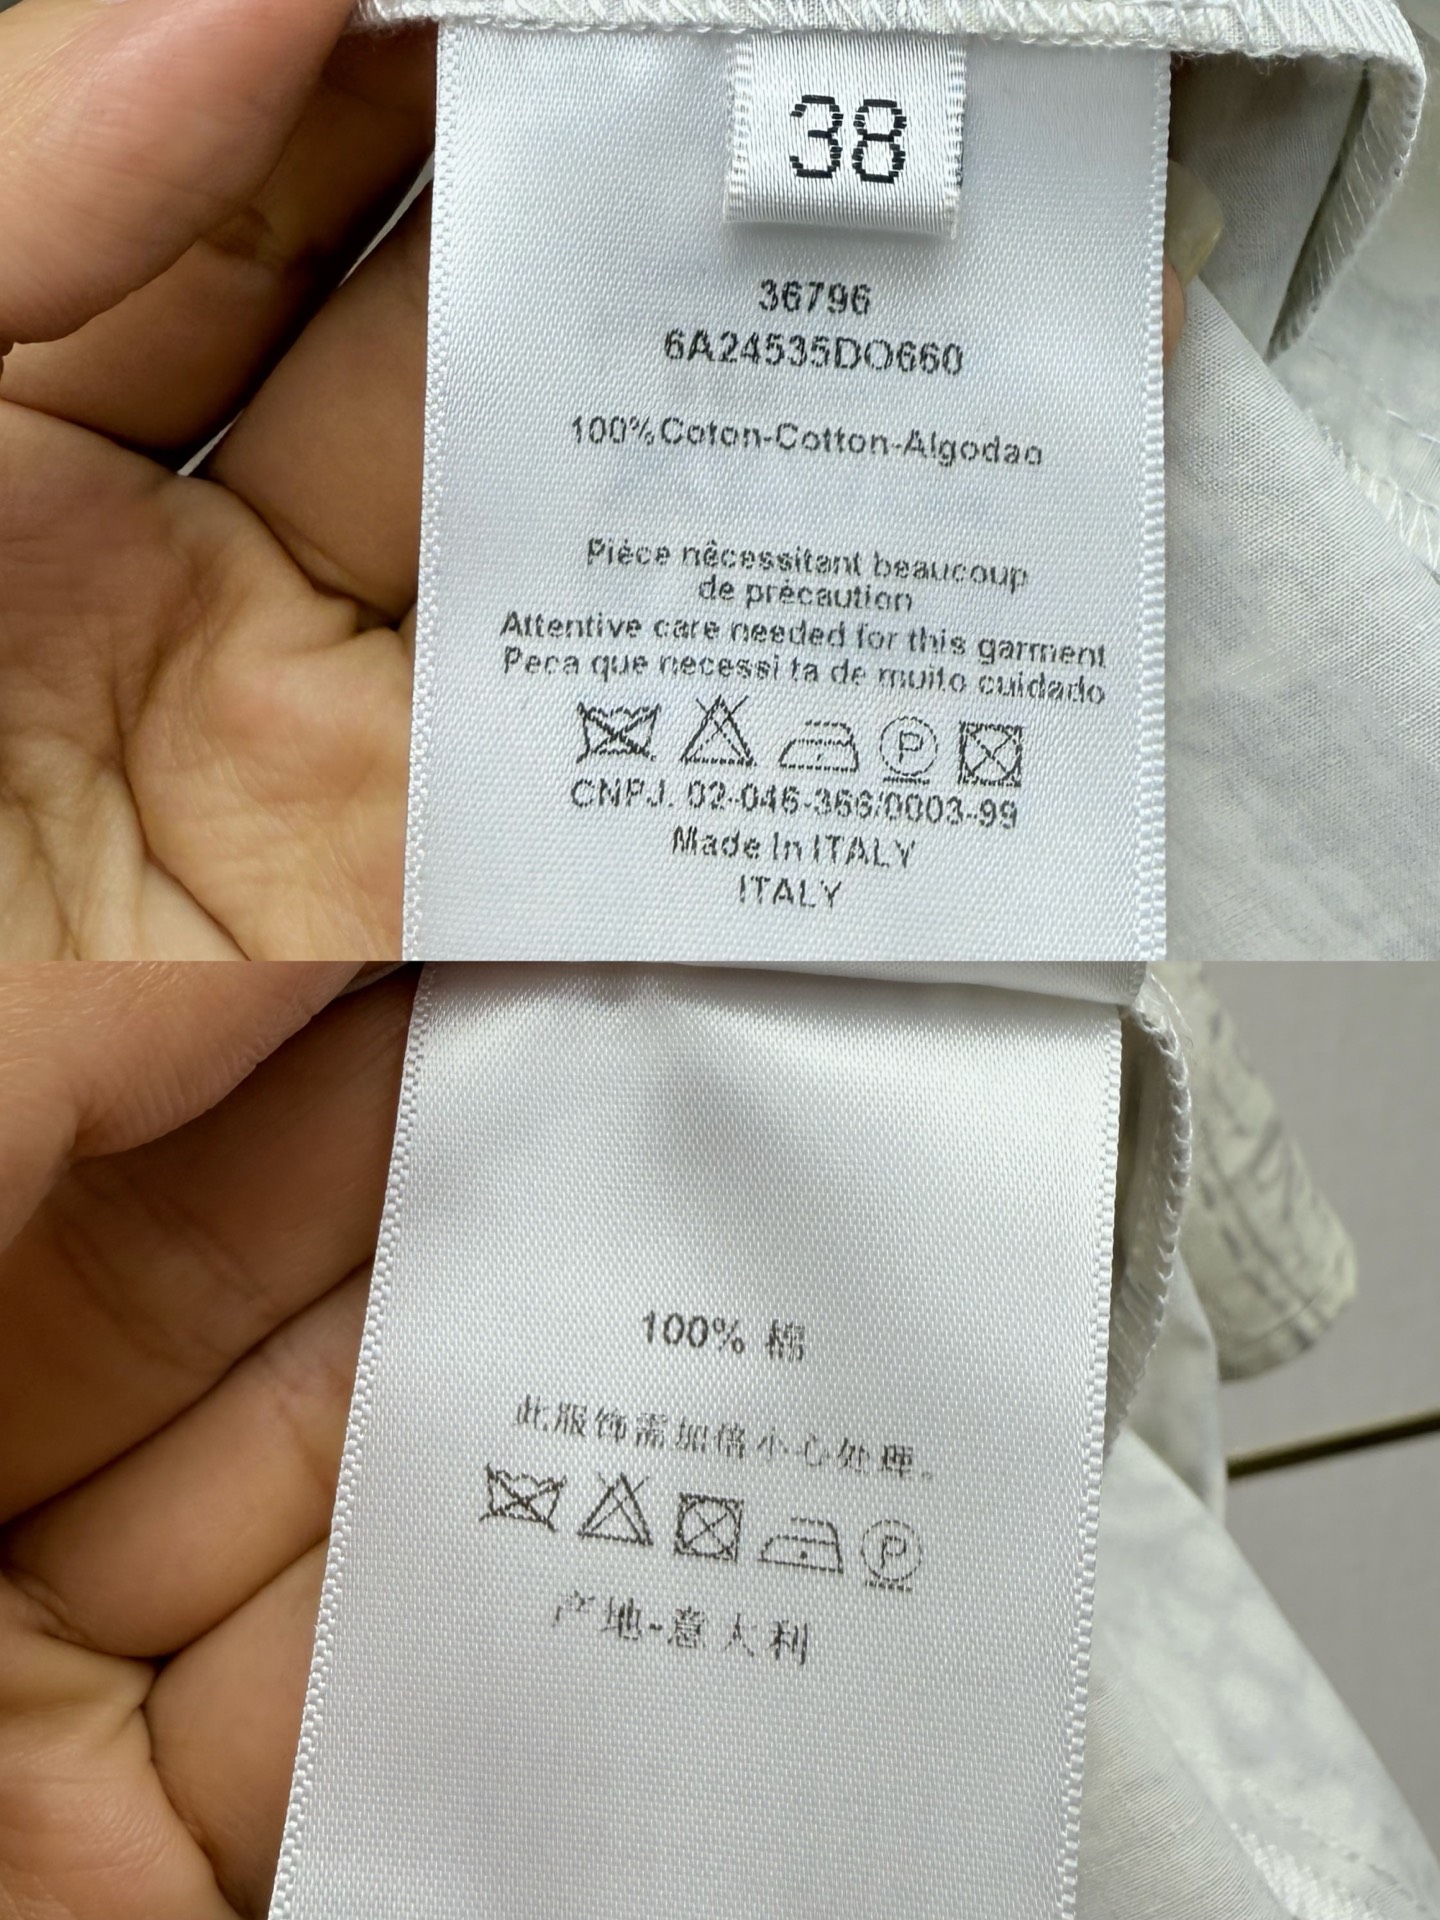 38
36796
6A24535DO660
100%Coton-Cotton-Algodao
Pièce nêcessitant beaucoup
de précaution
Attentive care needed for this garment
Peca que necessi ta de muito cuidado
P
CNPJ. 02-046-366/0003-99
Made In ITALY
ITALY
100% 棉
此服饰需加倍小心处理。
P
产地-意大利